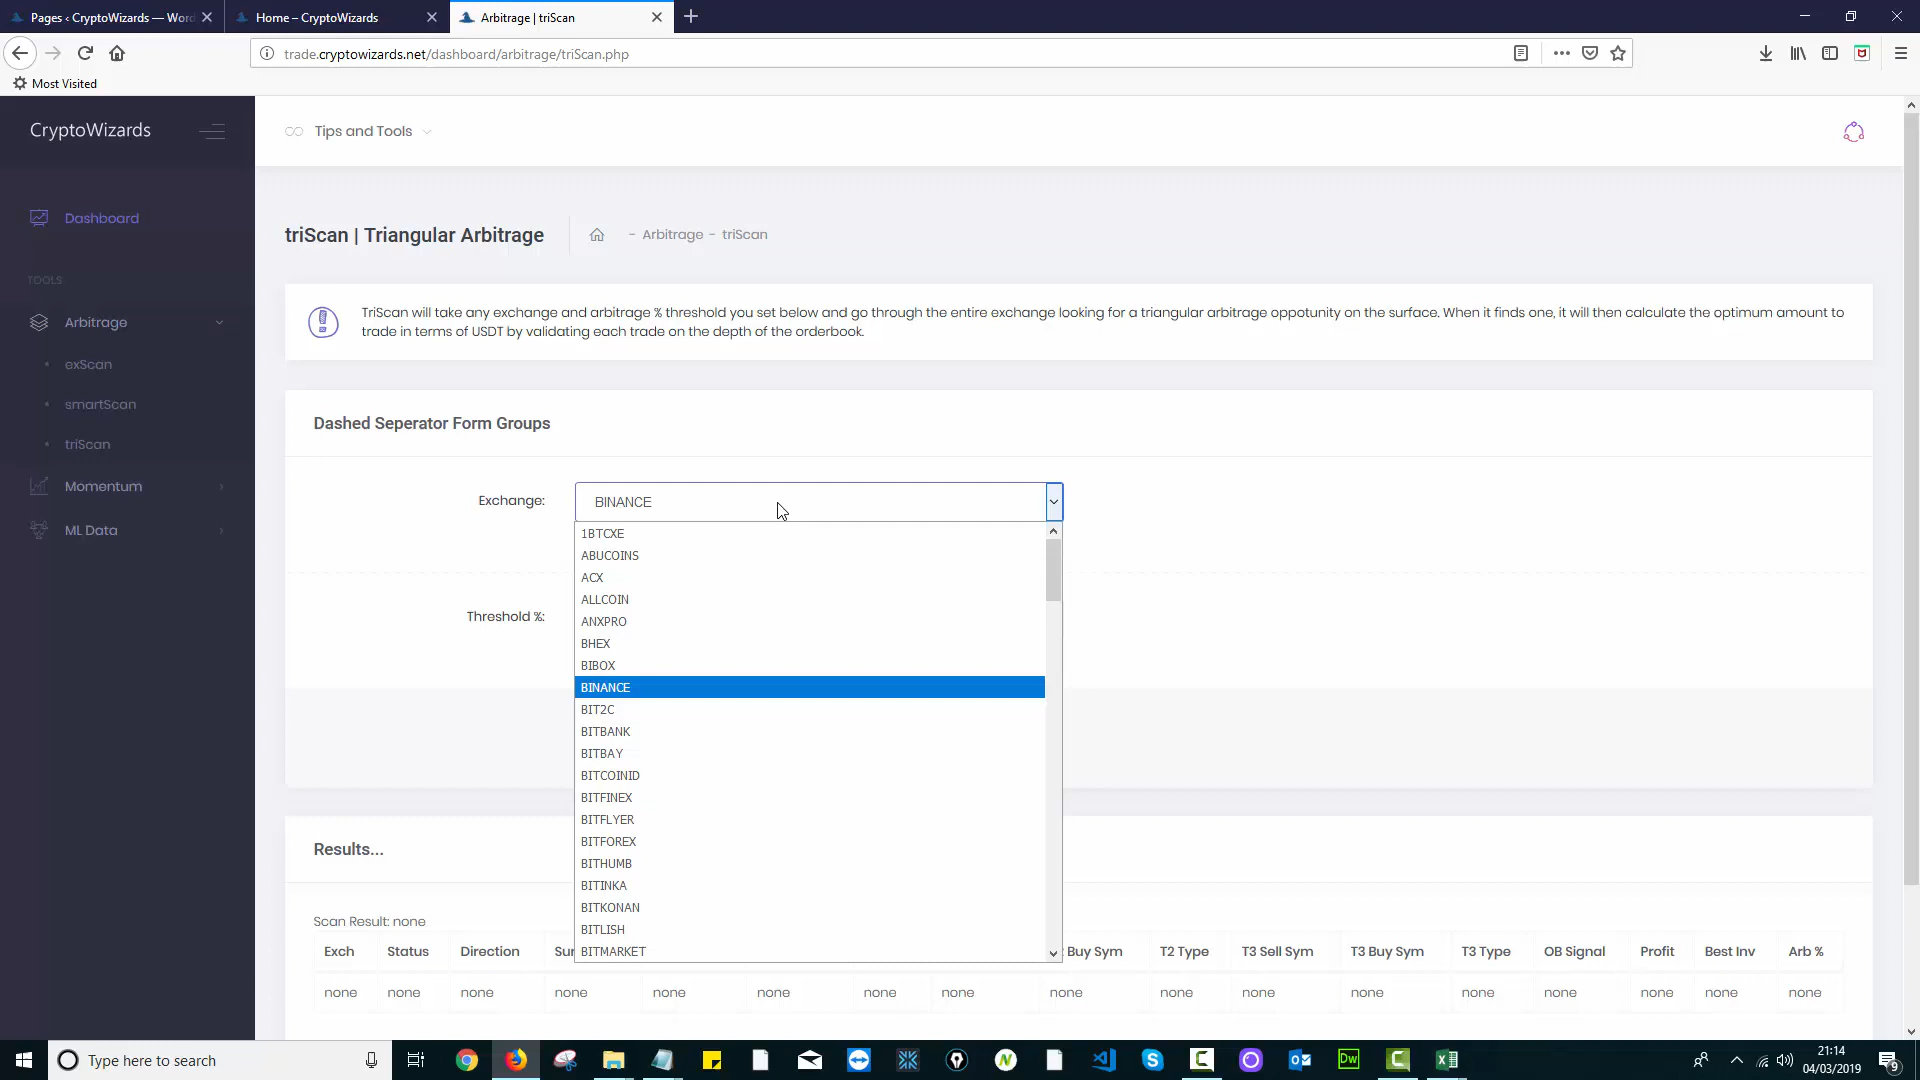 Pages ‹ CryptoWizards — Word
Home – CryptoWizards
Arbitrage | triScan
trade.cryptowizards.net/dashboard/arbitrage/triScan.php
Most Visited
CryptoWizards
Tips and Tools
Dashboard
triScan | Triangular Arbitrage
- Arbitrage - triScan
TOOLS
Arbitrage
TriScan will take any exchange and arbitrage % threshold you set below and go through the entire exchange looking for a triangular arbitrage oppotunity on the surface. When it finds one, it will then calculate the optimum amount to
trade in terms of USDT by validating each trade on the depth of the orderbook.
exScan
smartScan
triScan
Momentum
ML Data
Dashed Seperator Form Groups
Exchange:
BINANCE
1BTCXE
ABUCOINS
ACX
ALLCOIN
ANXPRO
Threshold %:
BHEX
BIBOX
BINANCE
BIT2C
BITBANK
BITBAY
BITCOINID
BITFINEX
BITFLYER
BITFOREX
BITHUMB
BITINKA
BITKONAN
BITLISH
BITMARKET
Results...
Scan Result: none
Exch Status Direction Sur Buy Sym T2 Type T3 Sell Sym T3 Buy Sym T3 Type OB Signal Profit Best Inv Arb %
none none none none none none none none none none none none none none none none none
Type here to search
21:14
04/03/2019
9